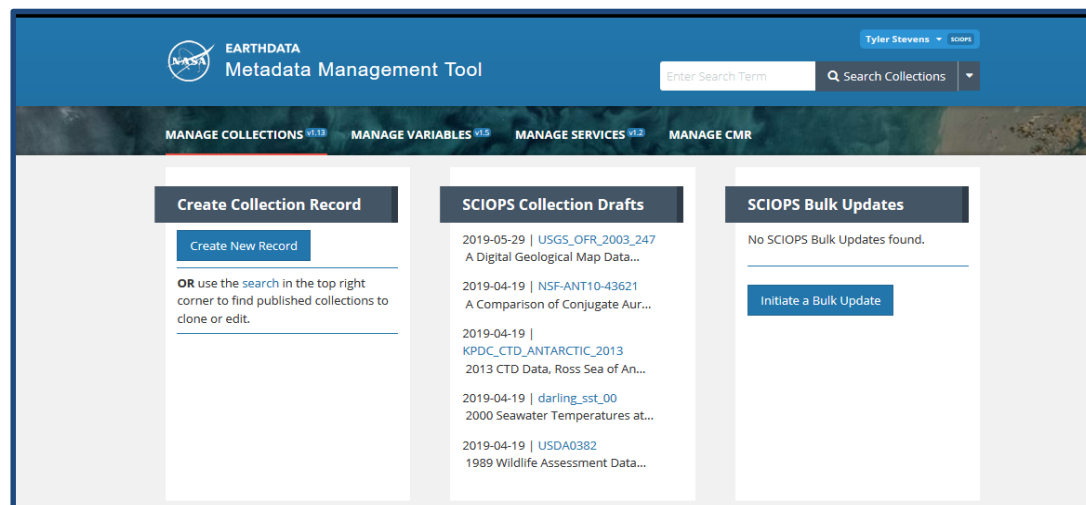 NASA
EARTHDATA
Metadata Management Tool
Tyler Stevens SCIOPS
Enter Search Term
Search Collections
MANAGE COLLECTIONS v1.13 MANAGE VARIABLES v1.5 MANAGE SERVICES v1.2 MANAGE CMR
Create Collection Record
Create New Record
OR use the search in the top right
corner to find published collections to
clone or edit.
SCIOPS Collection Drafts
2019-05-29 | USGS_OFR_2003_247
A Digital Geological Map Data...
2019-04-19 | NSF-ANT10-43621
A Comparison of Conjugate Aur...
2019-04-19 |
KPDC_CTD_ANTARCTIC_2013
2013 CTD Data, Ross Sea of An...
2019-04-19 | darling_sst_00
2000 Seawater Temperatures at...
2019-04-19 | USDA0382
1989 Wildlife Assessment Data...
SCIOPS Bulk Updates
No SCIOPS Bulk Updates found.
Initiate a Bulk Update